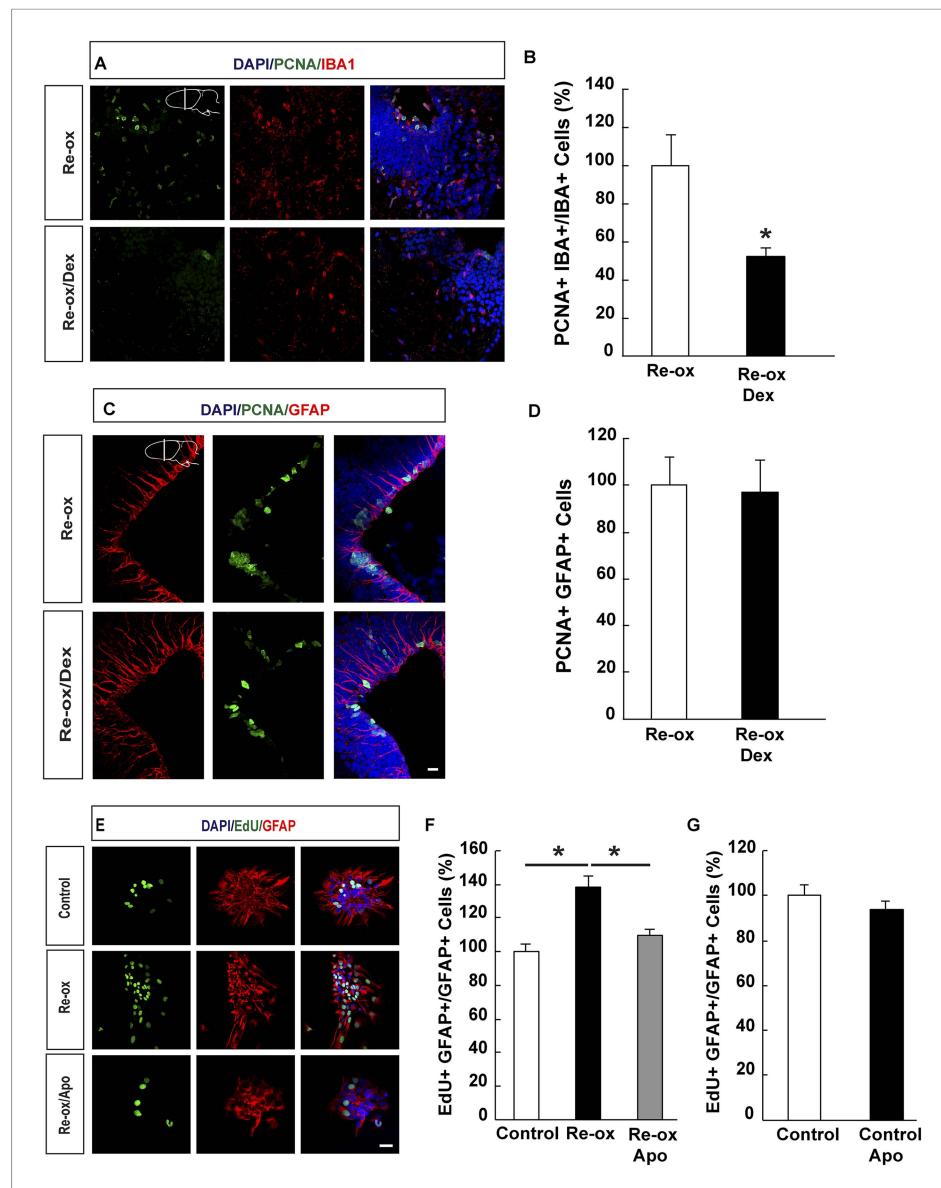 A
DAPI/PCNA/IBA1
Re-ox
Re-ox/Dex
B
PCNA+ IBA+/IBA+ Cells (%)
140
120
100
80
60
40
20
0
*
Re-ox
Re-ox
Dex
C
DAPI/PCNA/GFAP
Re-ox
Re-ox/Dex
D
PCNA+ GFAP+ Cells
120
100
80
60
40
20
0
Re-ox
Re-ox
Dex
E
DAPI/EdU/GFAP
Control
Re-ox
Re-ox/Apo
F
EdU+ GFAP+/GFAP+ Cells (%)
160
140
120
100
80
60
40
20
0
* *
Control Re-ox Re-ox
Apo
G
EdU+ GFAP+/GFAP+ Cells (%)
120
100
80
60
40
20
0
Control Control
Apo